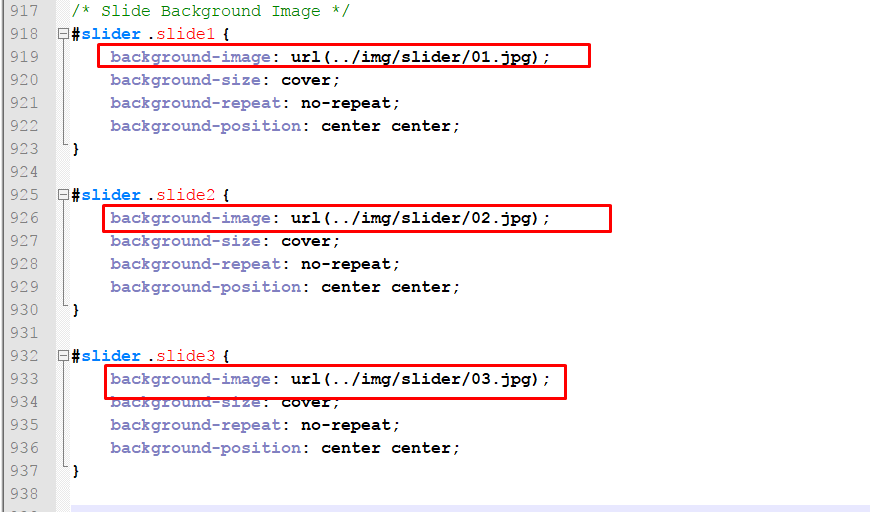 917 /* Slide Background Image */
918 #slider .slide1 {
919 background-image: url(../img/slider/01.jpg);
920 background-size: cover;
921 background-repeat: no-repeat;
922 background-position: center center;
923 }
924
925 #slider .slide2 {
926 background-image: url(../img/slider/02.jpg);
927 background-size: cover;
928 background-repeat: no-repeat;
929 background-position: center center;
930 }
931
932 #slider .slide3 {
933 background-image: url(../img/slider/03.jpg);
934 background-size: cover;
935 background-repeat: no-repeat;
936 background-position: center center;
937 }
938